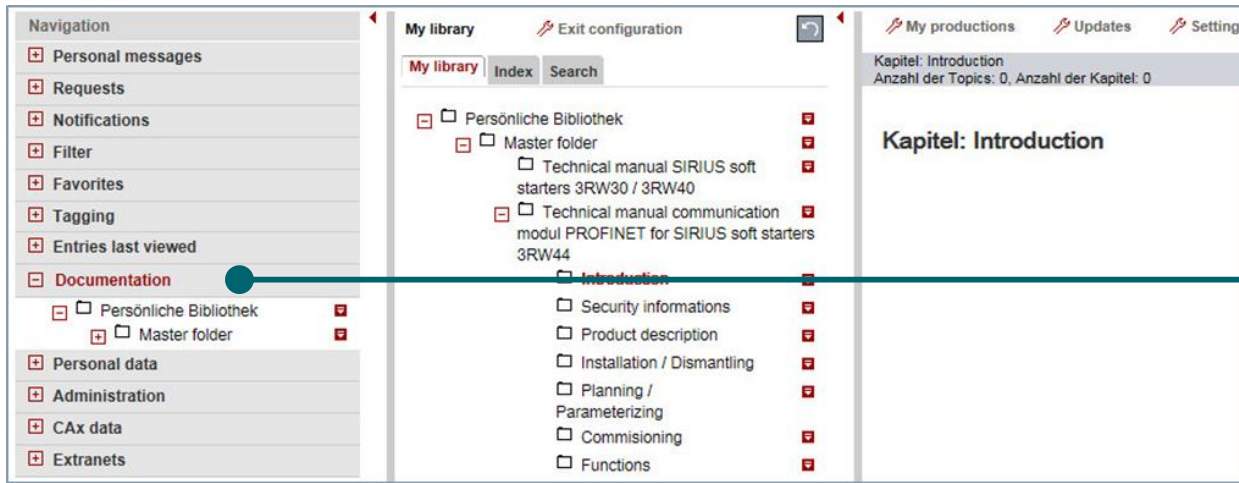 Navigation
Personal messages
Requests
Notifications
Filter
Favorites
Tagging
Entries last viewed
Documentation
Persönliche Bibliothek
Master folder
Personal data
Administration
CAx data
Extranets
My library
Exit configuration
My library
Index
Search
Persönliche Bibliothek
Master folder
Technical manual SIRIUS soft
starters 3RW30 / 3RW40
Technical manual communication
modul PROFINET for SIRIUS soft starters
3RW44
Introduction
Security informations
Product description
Installation / Dismantling
Planning /
Parameterizing
Commisioning
Functions
My productions
Updates
Setting
Kapitel: Introduction
Anzahl der Topics: 0, Anzahl der Kapitel: 0
Kapitel: Introduction